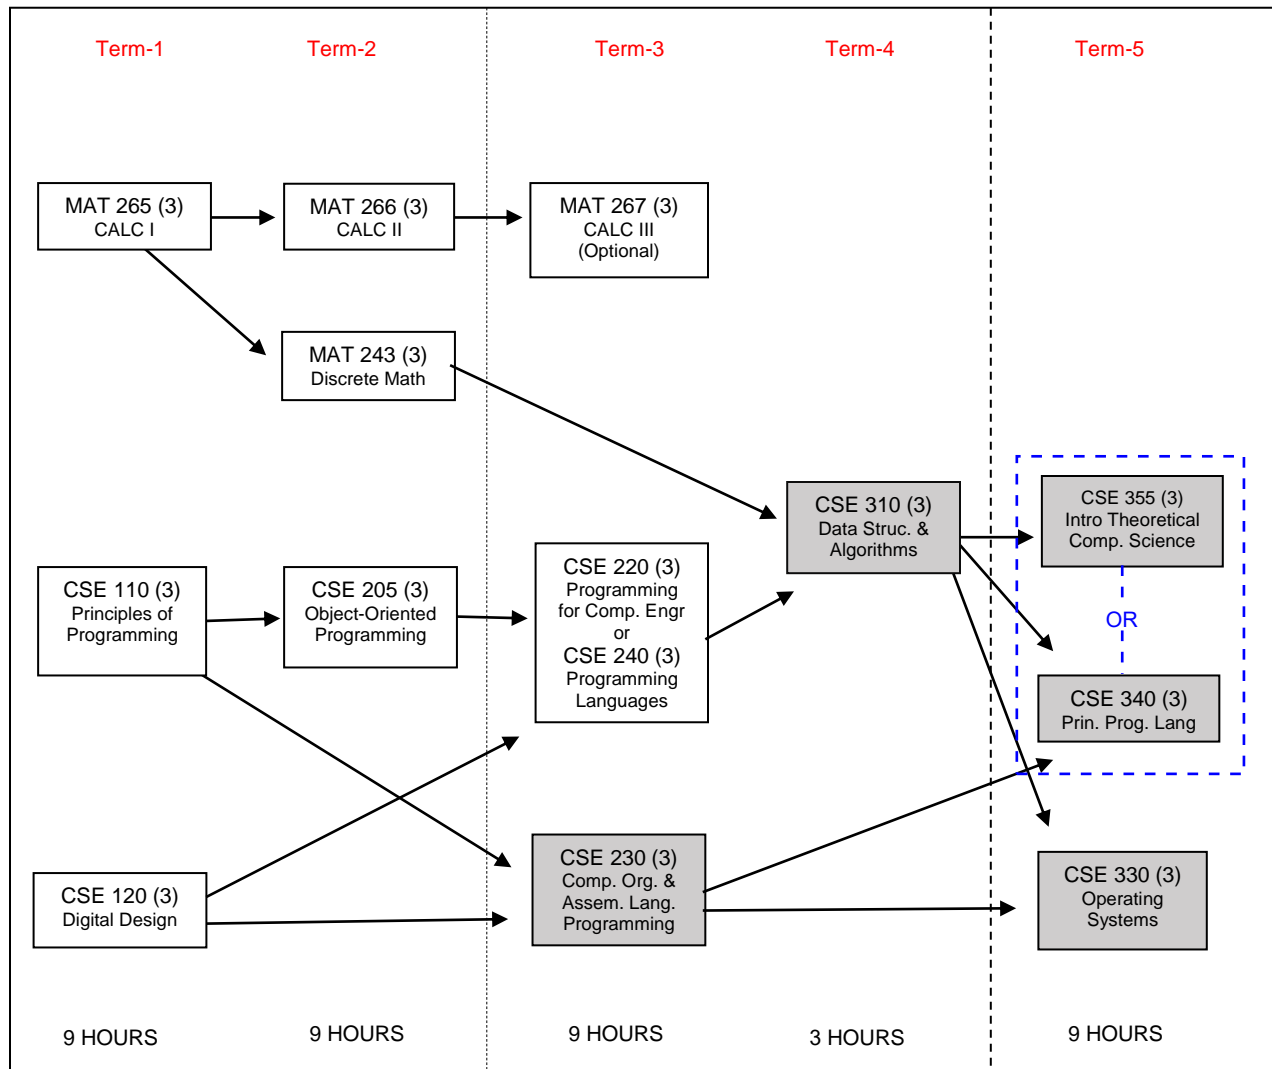 Term-1
Term-2
Term-3
Term-4
Term-5
MAT 265 (3)
CALC I
MAT 266 (3)
CALC II
MAT 267 (3)
CALC III
(Optional)
MAT 243 (3)
Discrete Math
CSE 310 (3)
Data Struc. &
Algorithms
CSE 355 (3)
Intro Theoretical
Comp. Science
OR
CSE 340 (3)
Prin. Prog. Lang
CSE 110 (3)
Principles of
Programming
CSE 205 (3)
Object-Oriented
Programming
CSE 220 (3)
Programming
for Comp. Engr
or
CSE 240 (3)
Programming
Languages
CSE 120 (3)
Digital Design
CSE 230 (3)
Comp. Org. &
Assem. Lang.
Programming
CSE 330 (3)
Operating
Systems
9 HOURS
9 HOURS
9 HOURS
3 HOURS
9 HOURS